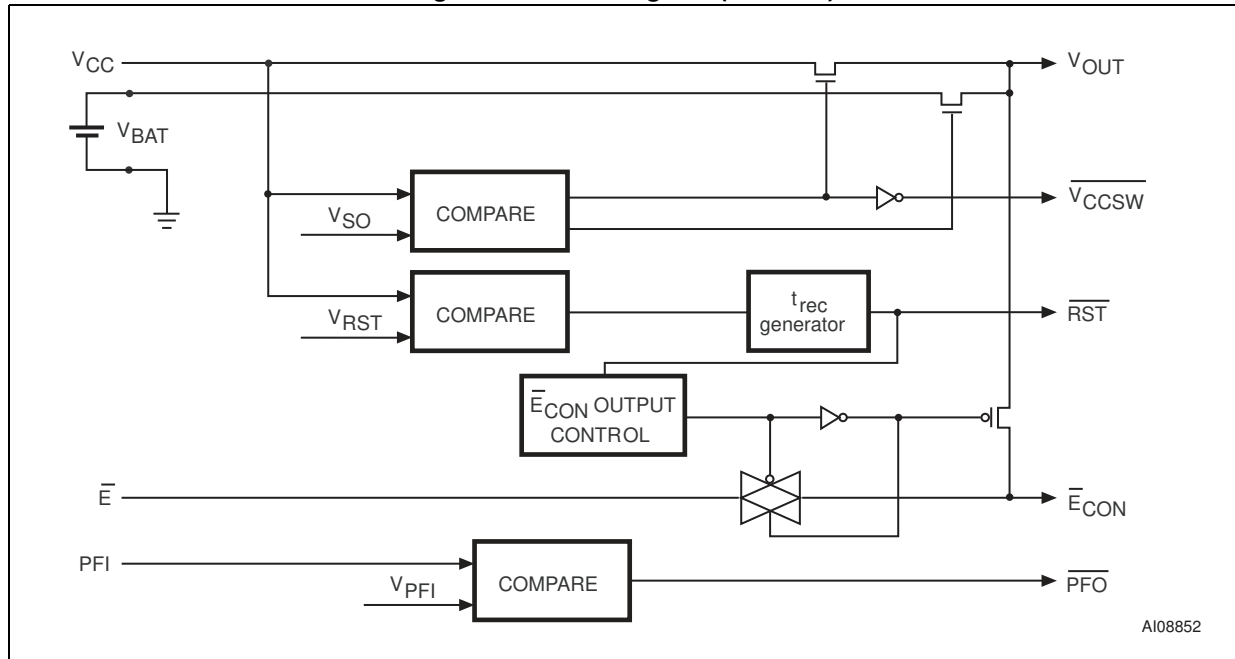 VCC
VOUT
VBAT
VCCSW
VSO
COMPARE
VRST
COMPARE
trec
generator
RST
ECON OUTPUT
CONTROL
E
ECON
PFI
VPFI
COMPARE
PFO
AI08852